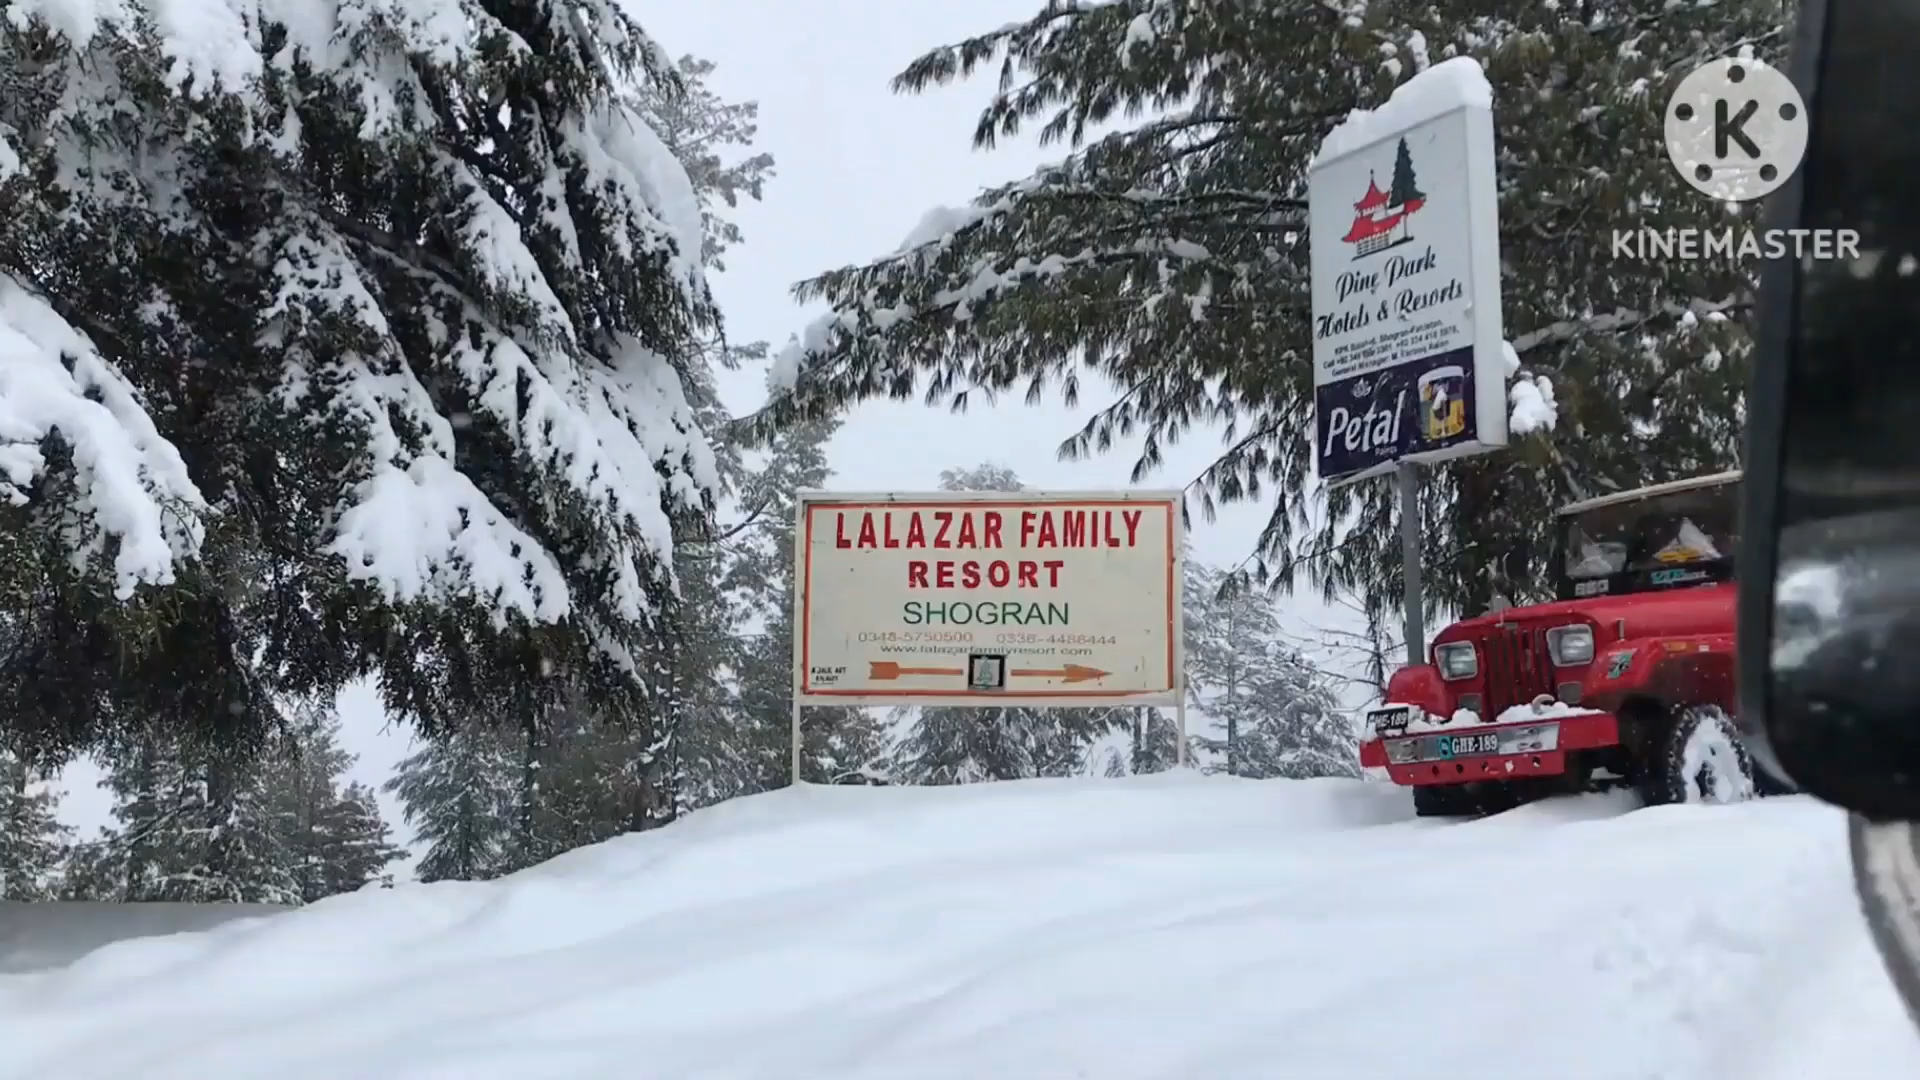 LALAZAR FAMILY
RESORT
SHOGRAN
0348-5750500 0336-4486444
www.lalazarfamilyresort.com
Pine Park
Hotels & Resorts
Petal
Paints
GHE-189
K
KINEMASTER